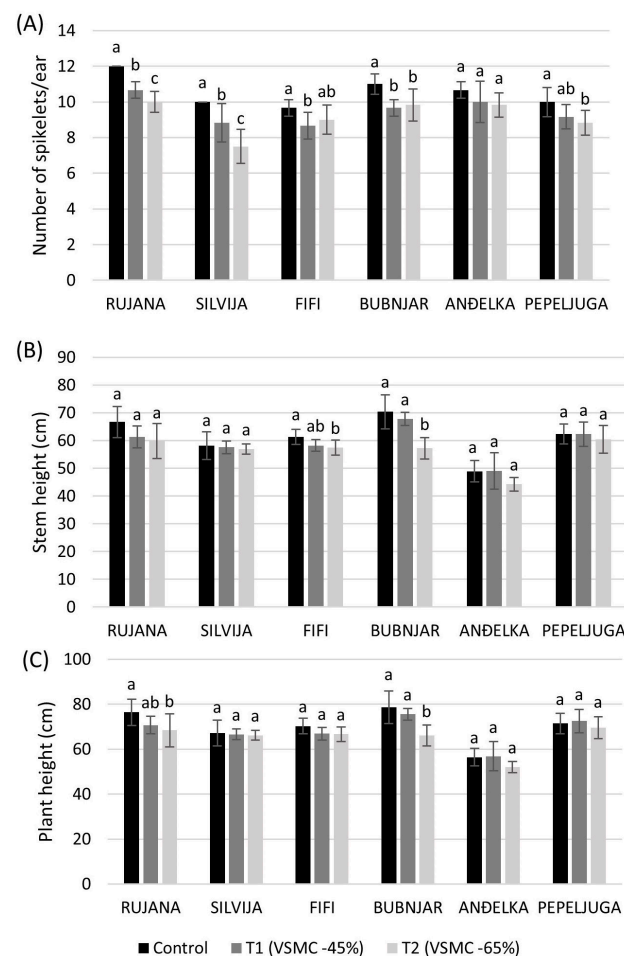 (A)
Number of spikelets/ear
14
12
10
8
6
4
2
0
a b c a b c a b ab a b b a a a a ab b
RUJANA SILVIJA FIFI BUBNJAR ANĐELKA PEPELJUGA
(B)
Stem height (cm)
90
80
70
60
50
40
30
20
10
0
a a a a a a a ab b a a b a a a a a a
RUJANA SILVIJA FIFI BUBNJAR ANĐELKA PEPELJUGA
(C)
Plant height (cm)
100
80
60
40
20
0
a ab b a a a a a a a a b a a a a a a
RUJANA SILVIJA FIFI BUBNJAR ANĐELKA PEPELJUGA
Control T1 (VSMC -45%) T2 (VSMC -65%)